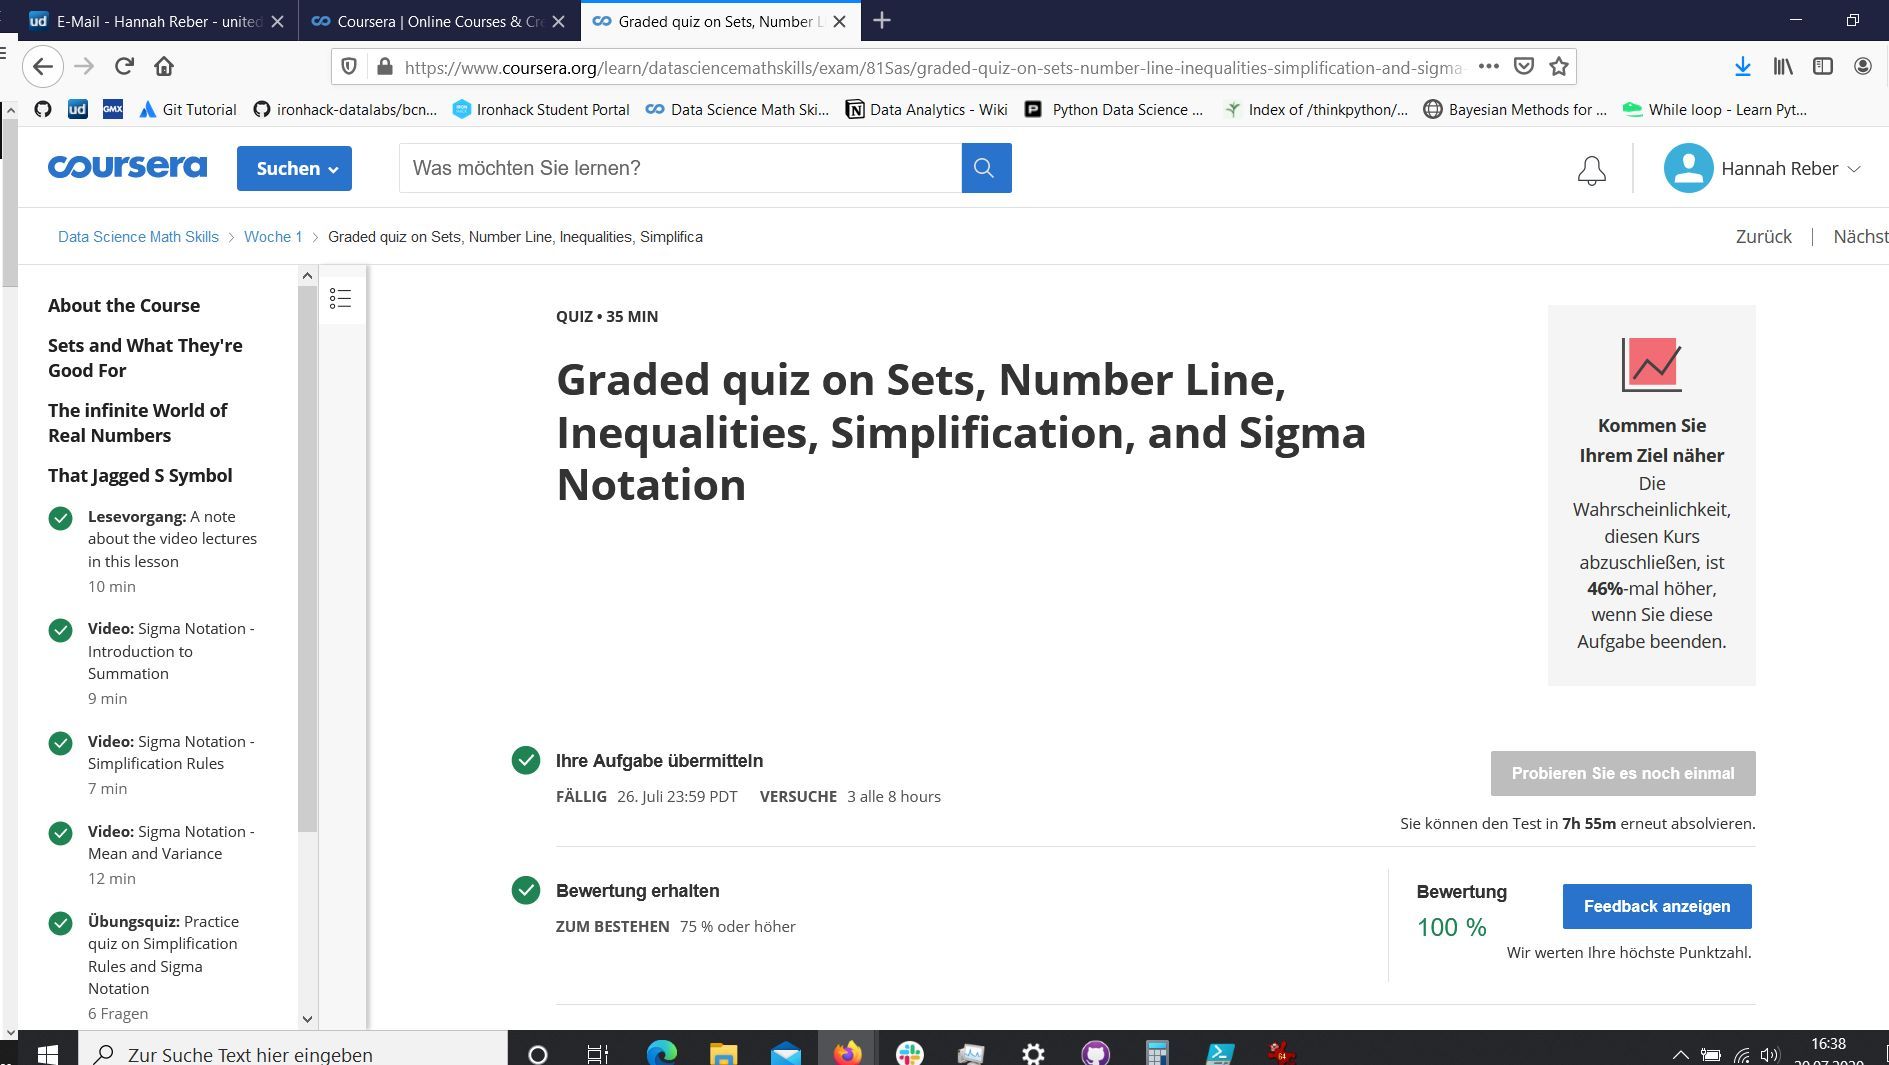 E-Mail - Hannah Reber - united
Coursera | Online Courses & Cre
Graded quiz on Sets, Number L
https://www.coursera.org/learn/datasciencemathskills/exam/81Sas/graded-quiz-on-sets-number-line-inequalities-simplification-and-sigma-
ud
GMX
Git Tutorial
ironhack-datalabs/bcn...
Ironhack Student Portal
Data Science Math Ski...
Data Analytics - Wiki
Python Data Science ...
Index of /thinkpython/...
Bayesian Methods for ...
While loop - Learn Pyt...
coursera
Suchen
Was möchten Sie lernen?
Hannah Reber
Data Science Math Skills > Woche 1 > Graded quiz on Sets, Number Line, Inequalities, Simplifica
Zurück | Nächst
About the Course
Sets and What They're
Good For
The infinite World of
Real Numbers
That Jagged S Symbol
Lesevorgang: A note
about the video lectures
in this lesson
10 min
Video: Sigma Notation -
Introduction to
Summation
9 min
Video: Sigma Notation -
Simplification Rules
7 min
Video: Sigma Notation -
Mean and Variance
12 min
Übungsquiz: Practice
quiz on Simplification
Rules and Sigma
Notation
6 Fragen
QUIZ • 35 MIN
Graded quiz on Sets, Number Line,
Inequalities, Simplification, and Sigma
Notation
Kommen Sie
Ihrem Ziel näher
Die
Wahrscheinlichkeit,
diesen Kurs
abzuschließen, ist
46%-mal höher,
wenn Sie diese
Aufgabe beenden.
Ihre Aufgabe übermitteln
FÄLLIG 26. Juli 23:59 PDT VERSUCHE 3 alle 8 hours
Probieren Sie es noch einmal
Sie können den Test in 7h 55m erneut absolvieren.
Bewertung erhalten
ZUM BESTEHEN 75 % oder höher
Bewertung
100 %
Feedback anzeigen
Wir werten Ihre höchste Punktzahl.
Zur Suche Text hier eingeben
64
16:38